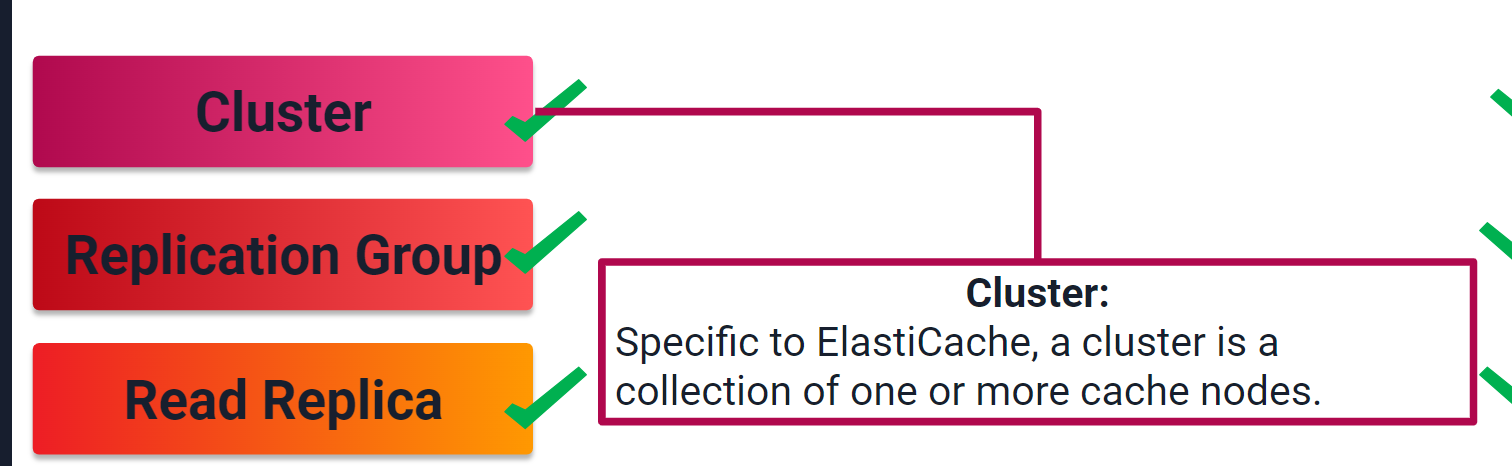 Cluster
Replication Group
Read Replica
Cluster:
Specific to ElastiCache, a cluster is a
collection of one or more cache nodes.